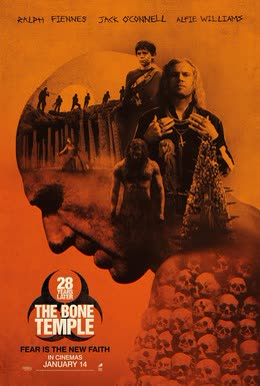 RALPH FIENNES JACK O'CONNELL ALFIE WILLIAMS
28
YEARS
LATER
THE BONE
TEMPLE
FEAR IS THE NEW FAITH
IN CINEMAS
JANUARY 14